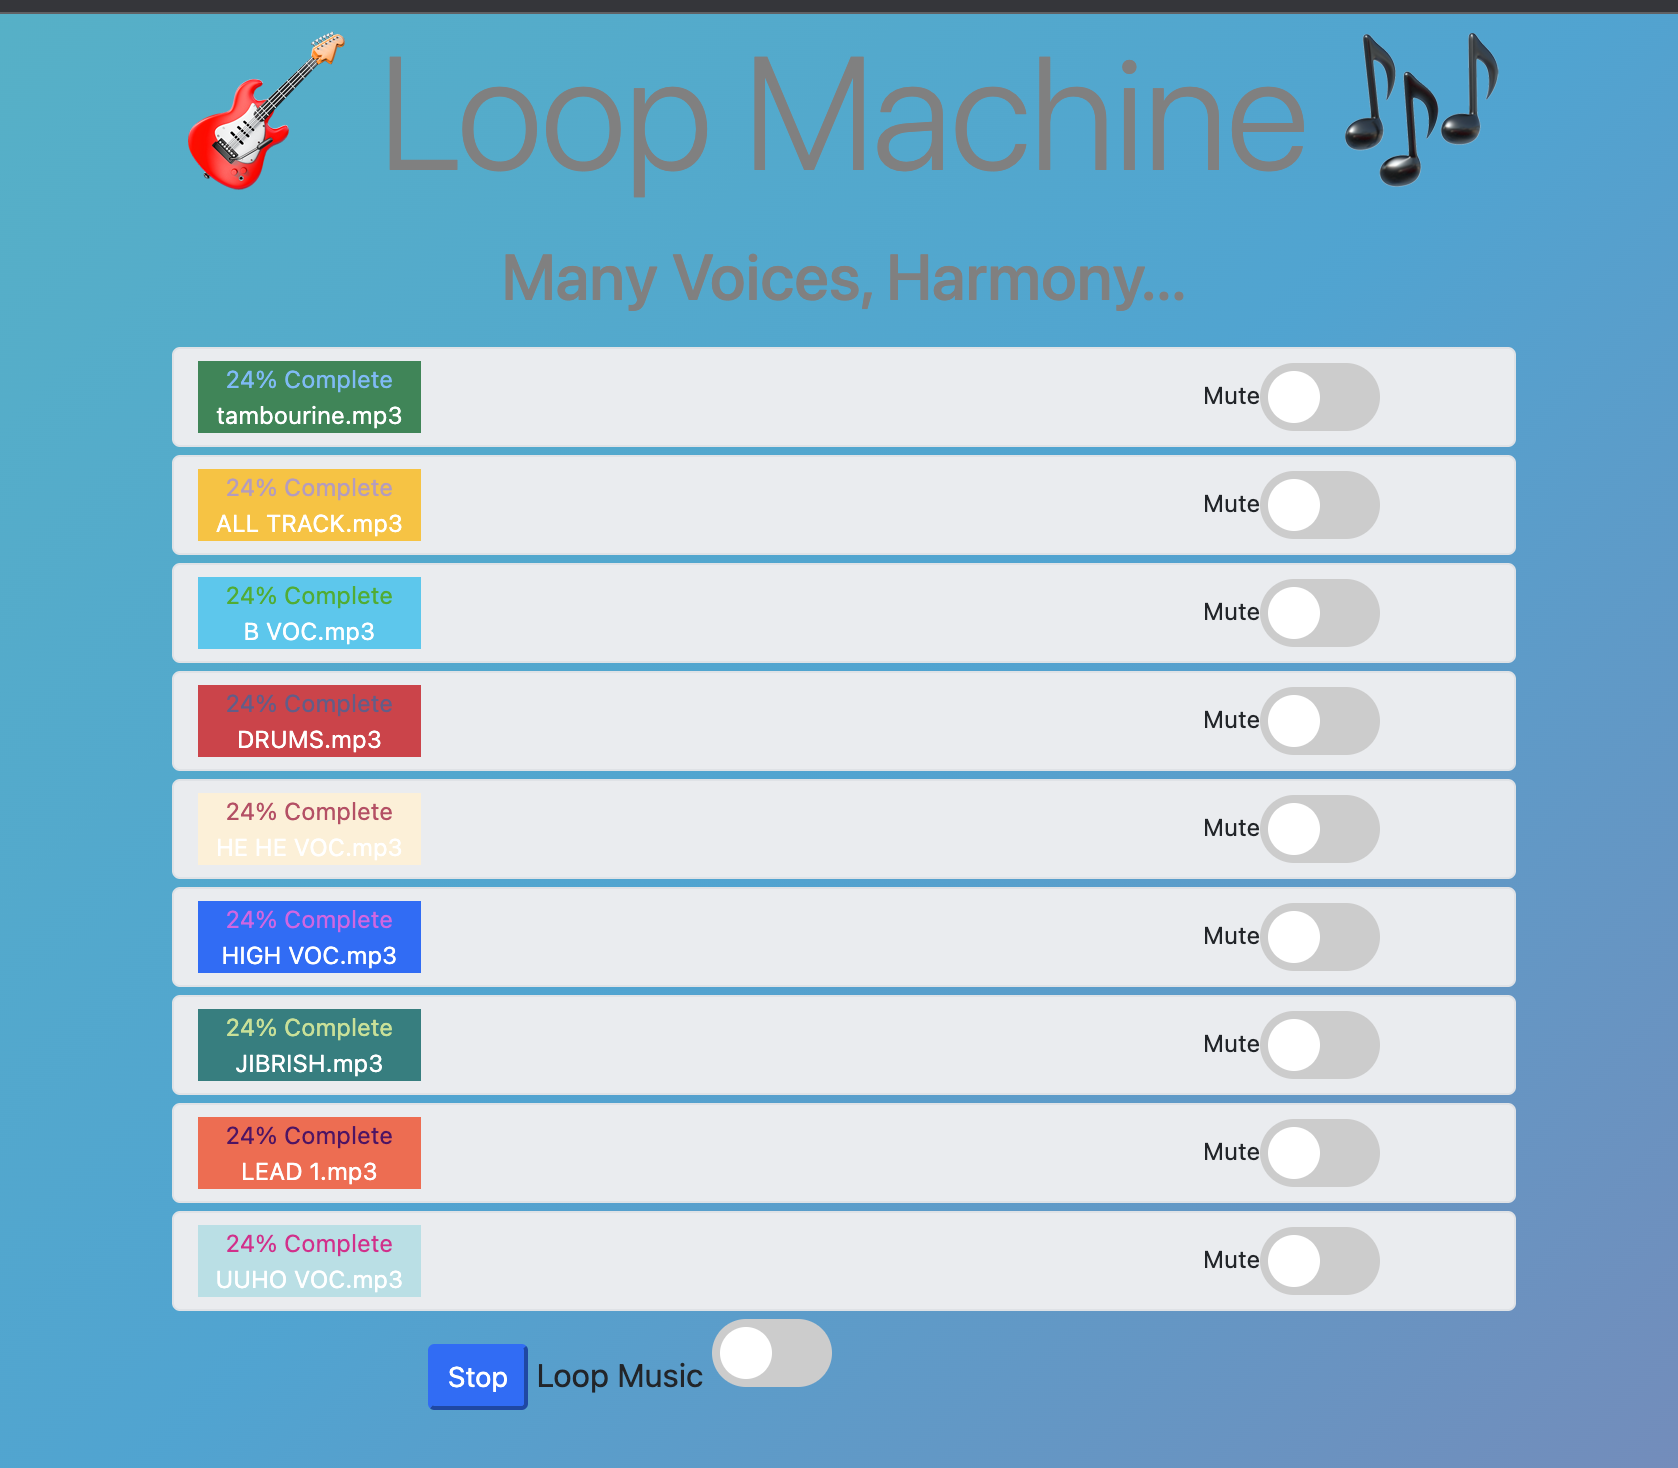 Loop Machine
Many Voices, Harmony...
24% Complete
tambourine.mp3
Mute
24% Complete
ALL TRACK.mp3
Mute
24% Complete
B VOC.mp3
Mute
24% Complete
DRUMS.mp3
Mute
24% Complete
HE HE VOC.mp3
Mute
24% Complete
HIGH VOC.mp3
Mute
24% Complete
JIBRISH.mp3
Mute
24% Complete
LEAD 1.mp3
Mute
24% Complete
UUHO VOC.mp3
Mute
Stop Loop Music